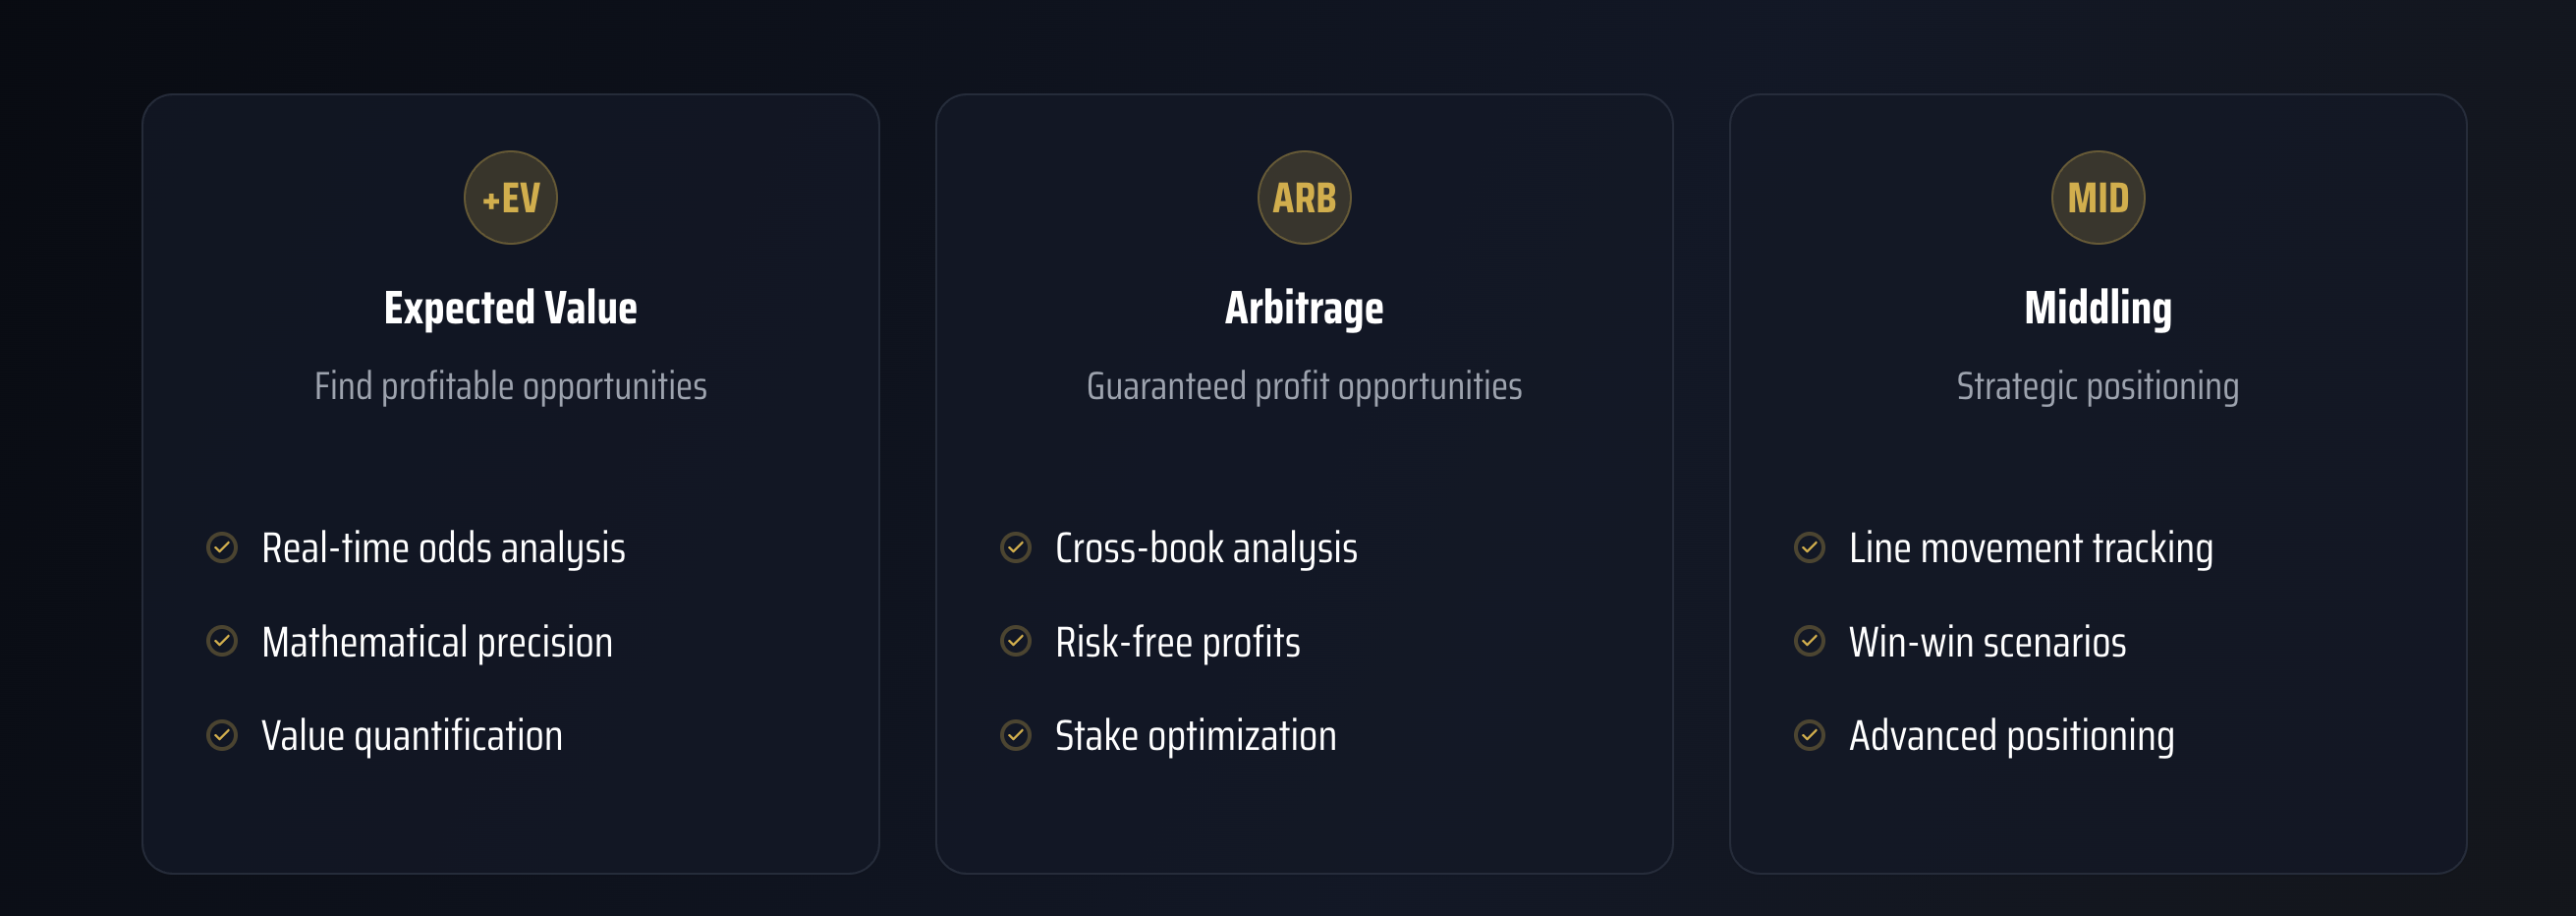 +EV
Expected Value
Find profitable opportunities
Real-time odds analysis
Mathematical precision
Value quantification
ARB
Arbitrage
Guaranteed profit opportunities
Cross-book analysis
Risk-free profits
Stake optimization
MID
Middling
Strategic positioning
Line movement tracking
Win-win scenarios
Advanced positioning